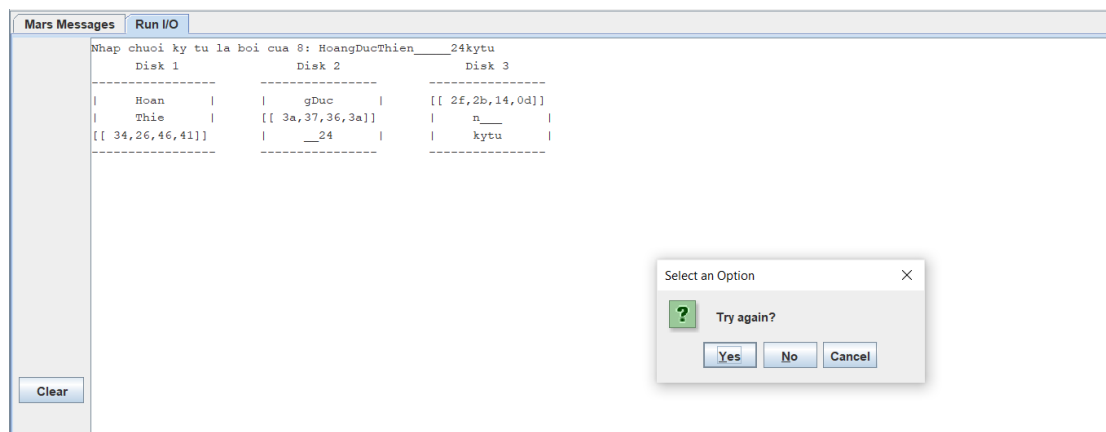 Mars Messages Run I/O
Nhap chuoi ky tu la boi cua 8: HoangDucThien_____24kytu
Disk 1 Disk 2 Disk 3
----------------- ---------------- ----------------
| Hoan | | gDuc | [[ 2f,2b,14,0d]]
| Thie | [[ 3a,37,36,3a]] | n___ |
[[ 34,26,46,41]] | __24 | | kytu |
----------------- ---------------- ----------------
Select an Option
?
Try again?
Yes No Cancel
Clear